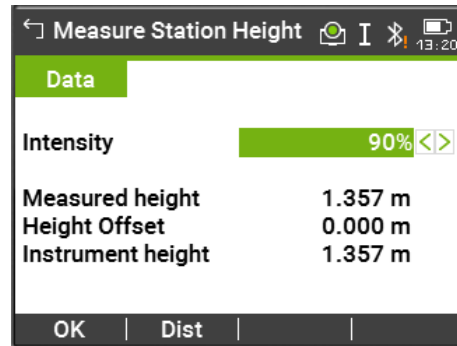 Measure Station Height I 13:20
Data
Intensity 90%
Measured height 1.357 m
Height Offset 0.000 m
Instrument height 1.357 m
OK Dist